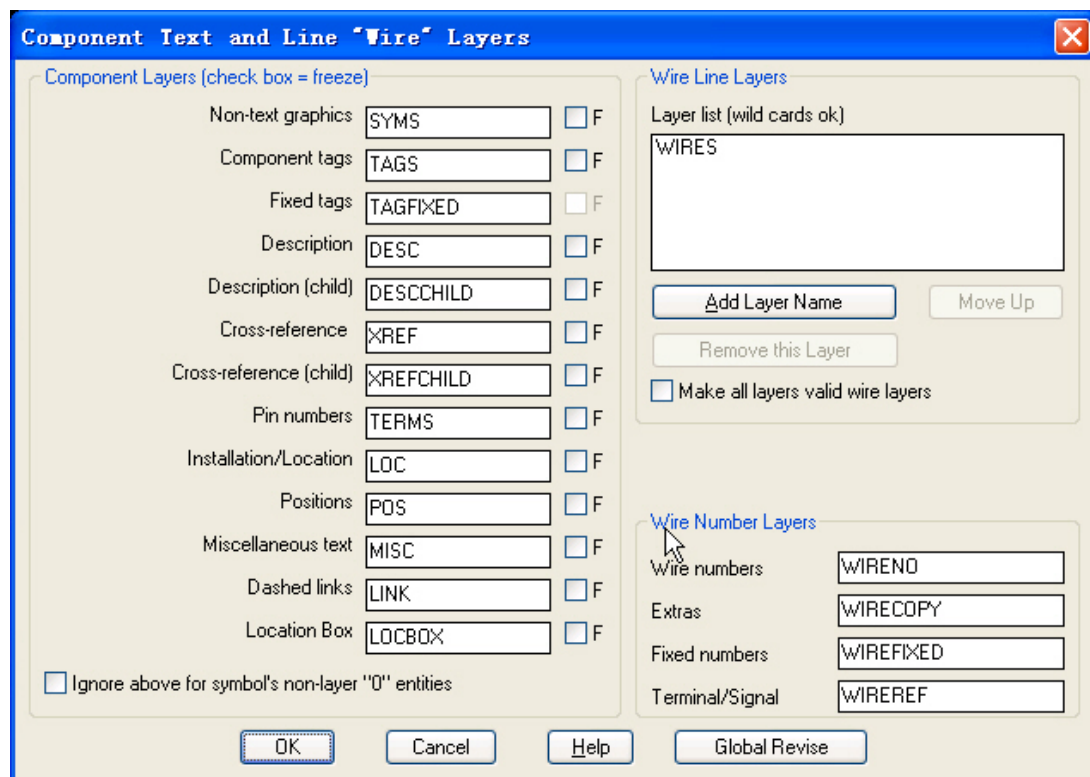 Component Text and Line "Wire" Layers
Component Layers (check box = freeze)
Non-text graphics SYMS F
Component tags TAGS F
Fixed tags TAGFIXED F
Description DESC F
Description (child) DESCCHILD F
Cross-reference XREF F
Cross-reference (child) XREFCHILD F
Pin numbers TERMS F
Installation/Location LOC F
Positions POS F
Miscellaneous text MISC F
Dashed links LINK F
Location Box LOCBOX F
Ignore above for symbol's non-layer "0" entities
Wire Line Layers
Layer list (wild cards ok)
WIRES
Add Layer Name Move Up
Remove this Layer
Make all layers valid wire layers
Wire Number Layers
Wire numbers WIRENO
Extras WIRECOPY
Fixed numbers WIREFIXED
Terminal/Signal WIREREF
OK Cancel Help Global Revise